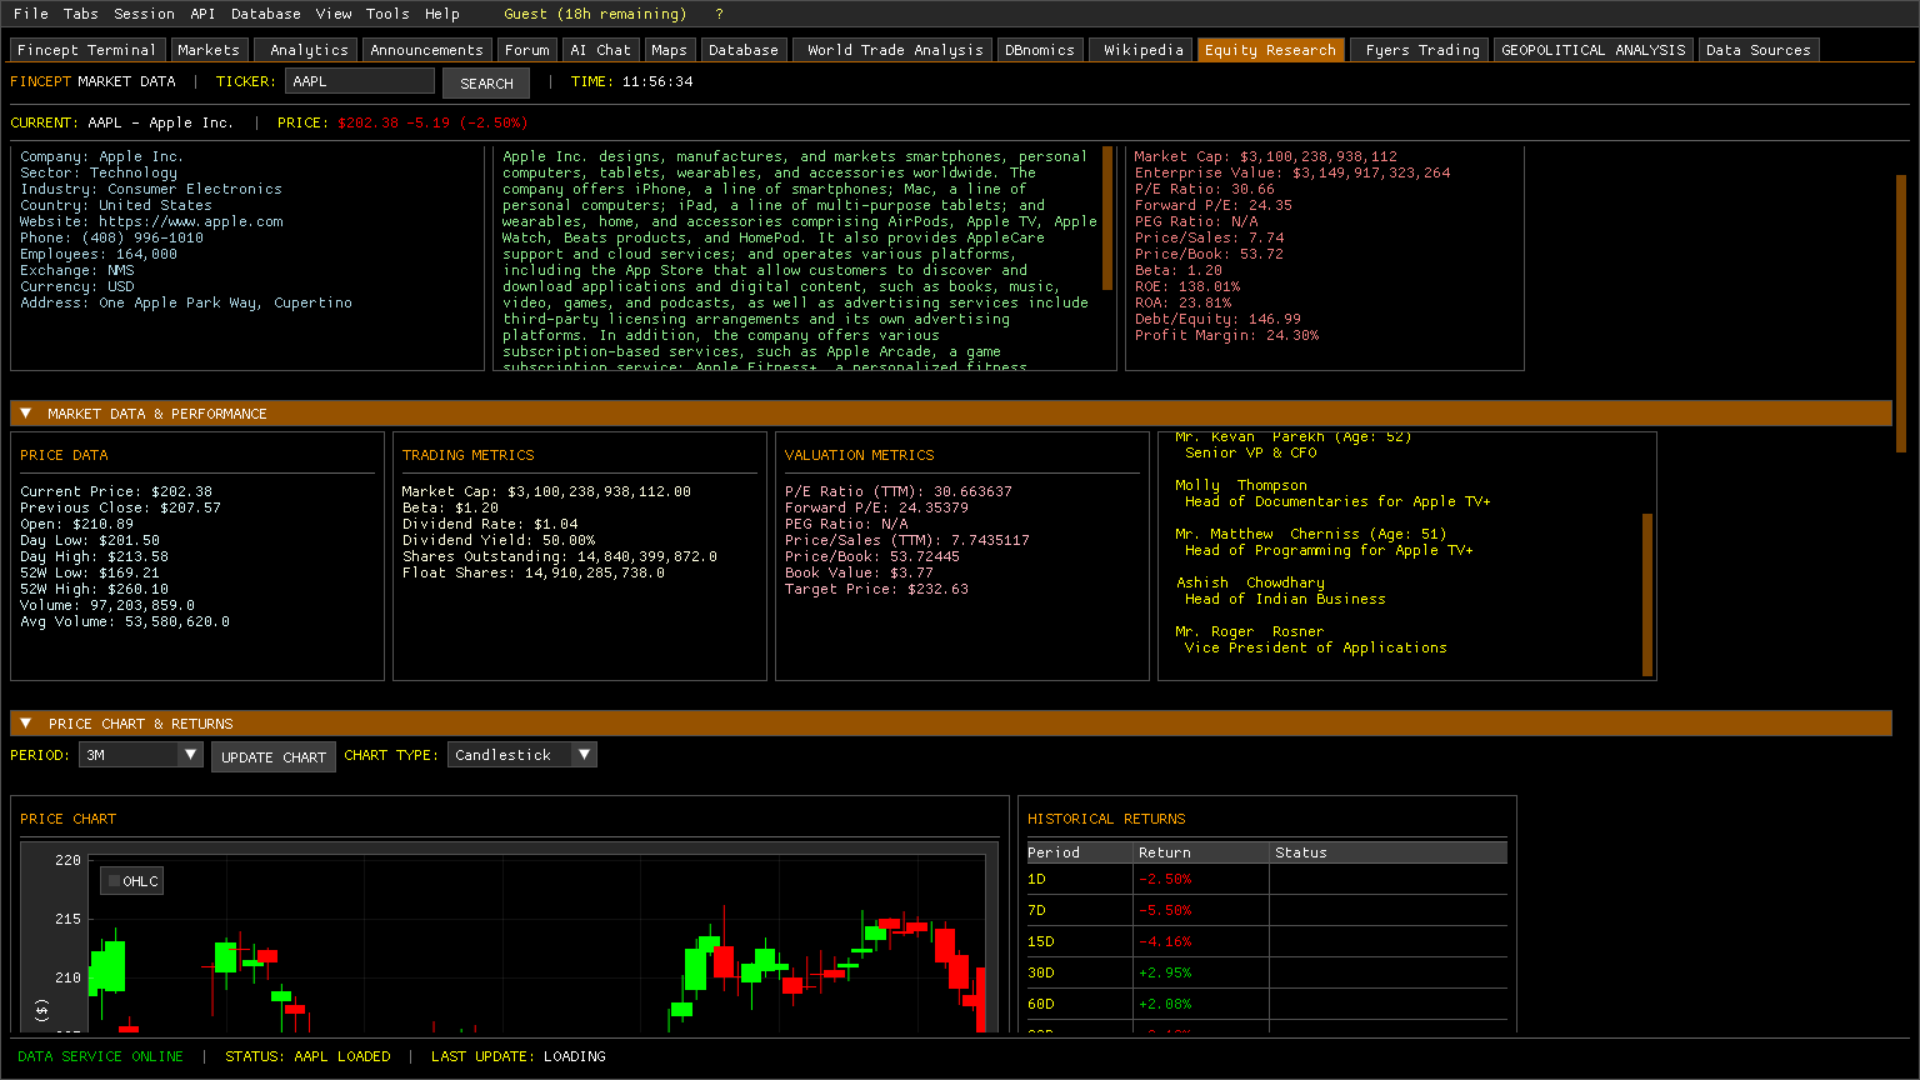 File Tabs Session API Database View Tools Help Guest (18h remaining) ?
Fincept Terminal Markets Analytics Announcements Forum AI Chat Maps Database World Trade Analysis DBnomics Wikipedia Equity Research Fyers Trading GEOPOLITICAL ANALYSIS Data Sources
FINCEPT MARKET DATA | TICKER: AAPL SEARCH | TIME: 11:56:34
CURRENT: AAPL - Apple Inc. | PRICE: $202.38 -5.19 (-2.50%)
Company: Apple Inc.
Sector: Technology
Industry: Consumer Electronics
Country: United States
Website: https://www.apple.com
Phone: (408) 996-1010
Employees: 164,000
Exchange: NMS
Currency: USD
Address: One Apple Park Way, Cupertino
Apple Inc. designs, manufactures, and markets smartphones, personal
computers, tablets, wearables, and accessories worldwide. The
company offers iPhone, a line of smartphones; Mac, a line of
personal computers; iPad, a line of multi-purpose tablets; and
wearables, home, and accessories comprising AirPods, Apple TV, Apple
Watch, Beats products, and HomePod. It also provides AppleCare
support and cloud services; and operates various platforms,
including the App Store that allow customers to discover and
download applications and digital content, such as books, music,
video, games, and podcasts, as well as advertising services include
third-party licensing arrangements and its own advertising
platforms. In addition, the company offers various
subscription-based services, such as Apple Arcade, a game
subscription service; Apple Fitness+, a personalized fitness
Market Cap: $3,100,238,938,112
Enterprise Value: $3,149,917,323,264
P/E Ratio: 30.66
Forward P/E: 24.35
PEG Ratio: N/A
Price/Sales: 7.74
Price/Book: 53.72
Beta: 1.20
ROE: 138.01%
ROA: 23.81%
Debt/Equity: 146.99
Profit Margin: 24.30%
MARKET DATA & PERFORMANCE
PRICE DATA
Current Price: $202.38
Previous Close: $207.57
Open: $210.89
Day Low: $201.50
Day High: $213.58
52W Low: $169.21
52W High: $260.10
Volume: 97,203,859.0
Avg Volume: 53,580,620.0
TRADING METRICS
Market Cap: $3,100,238,938,112.00
Beta: $1.20
Dividend Rate: $1.04
Dividend Yield: 50.00%
Shares Outstanding: 14,840,399,872.0
Float Shares: 14,910,285,738.0
VALUATION METRICS
P/E Ratio (TTM): 30.663637
Forward P/E: 24.35379
PEG Ratio: N/A
Price/Sales (TTM): 7.7435117
Price/Book: 53.72445
Book Value: $3.77
Target Price: $232.63
Mr. Kevan Parekh (Age: 52)
Senior VP & CFO
Molly Thompson
Head of Documentaries for Apple TV+
Mr. Matthew Cherniss (Age: 51)
Head of Programming for Apple TV+
Ashish Chowdhary
Head of Indian Business
Mr. Roger Rosner
Vice President of Applications
PRICE CHART & RETURNS
PERIOD: 3M UPDATE CHART CHART TYPE: Candlestick
PRICE CHART
220
215
210
($)
OHLC
HISTORICAL RETURNS
Period Return Status
1D -2.50%
7D -5.50%
15D -4.16%
30D +2.95%
60D +2.08%
DATA SERVICE ONLINE | STATUS: AAPL LOADED | LAST UPDATE: LOADING